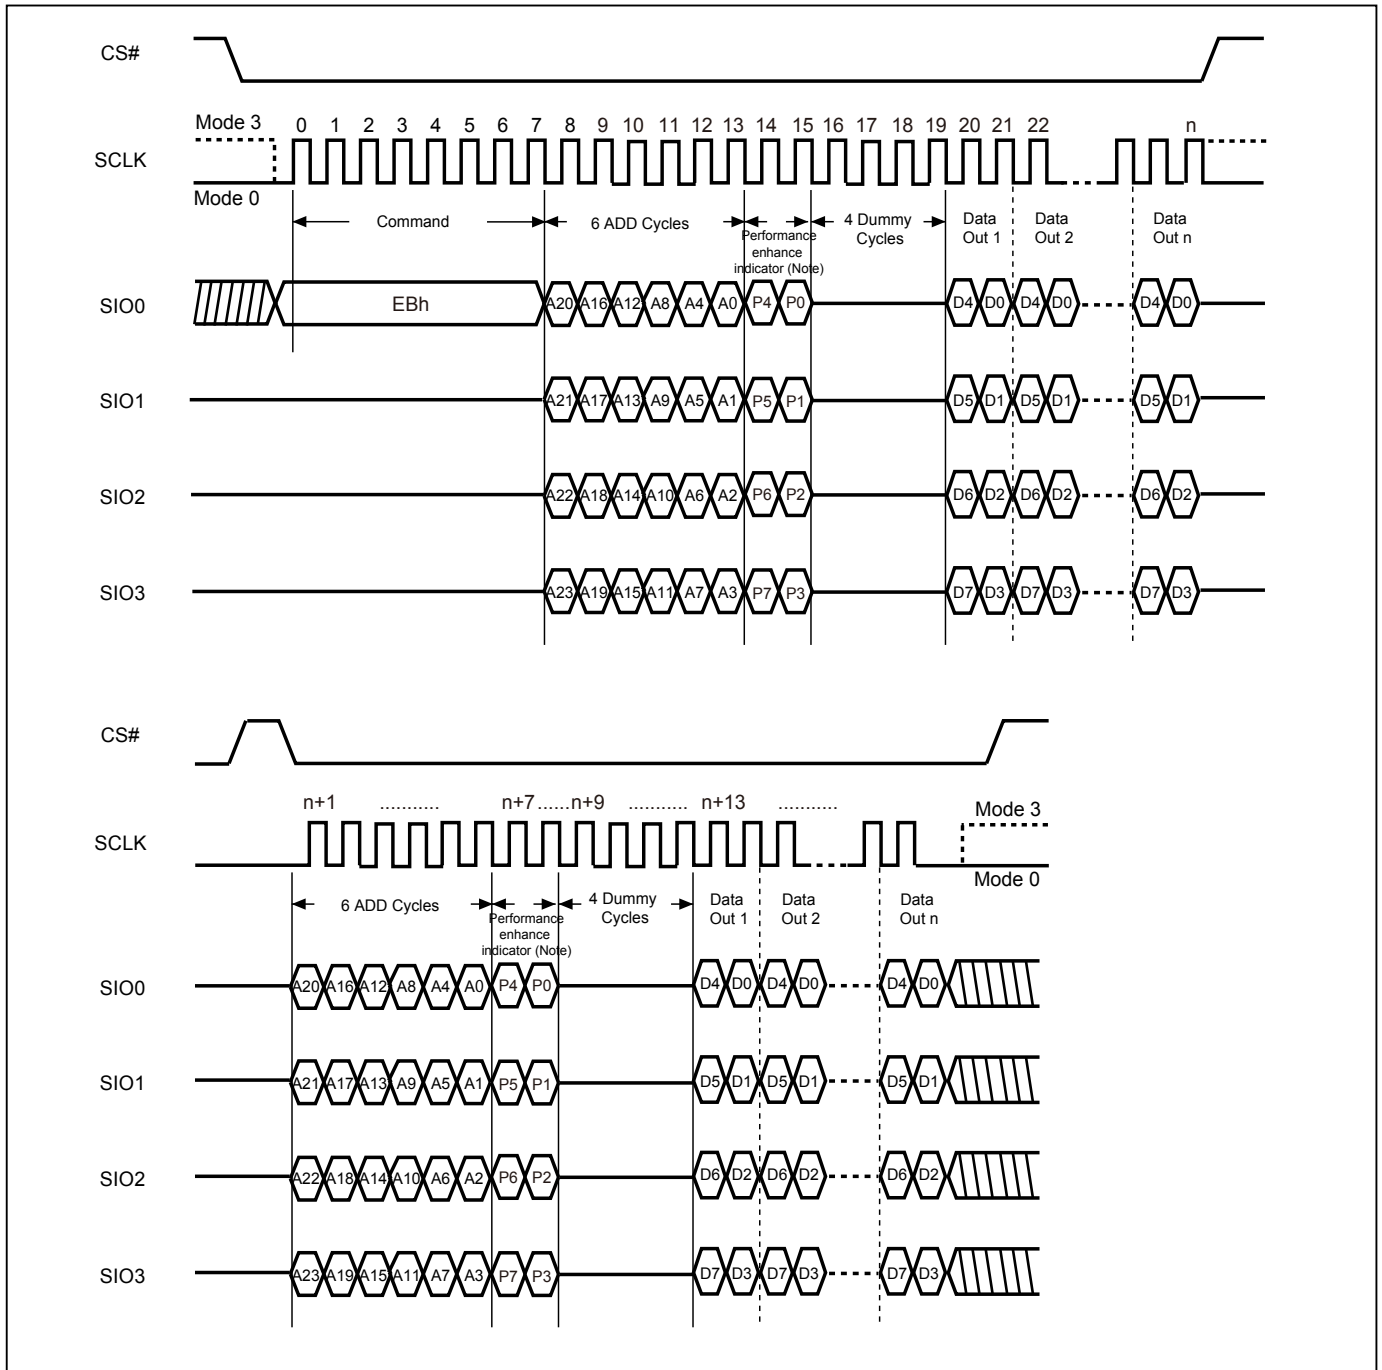 CS#
Mode 3
0 1 2 3 4 5 6 7 8 9 10 11 12 13 14 15 16 17 18 19 20 21 22 n
SCLK
Mode 0
Command
6 ADD Cycles
Performance
enhance
indicator (Note)
4 Dummy
Cycles
Data
Out 1
Data
Out 2
Data
Out n
SIO0 EBh A20 A16 A12 A8 A4 A0 P4 P0 D4 D0 D4 D0 D4 D0
SIO1 A21 A17 A13 A9 A5 A1 P5 P1 D5 D1 D5 D1 D5 D1
SIO2 A22 A18 A14 A10 A6 A2 P6 P2 D6 D2 D6 D2 D6 D2
SIO3 A23 A19 A15 A11 A7 A3 P7 P3 D7 D3 D7 D3 D7 D3
CS#
n+1 ........... n+7......n+9 ........... n+13 ...........
Mode 3
SCLK
Mode 0
6 ADD Cycles
Performance
enhance
indicator (Note)
4 Dummy
Cycles
Data
Out 1
Data
Out 2
Data
Out n
SIO0 A20 A16 A12 A8 A4 A0 P4 P0 D4 D0 D4 D0 D4 D0
SIO1 A21 A17 A13 A9 A5 A1 P5 P1 D5 D1 D5 D1 D5 D1
SIO2 A22 A18 A14 A10 A6 A2 P6 P2 D6 D2 D6 D2 D6 D2
SIO3 A23 A19 A15 A11 A7 A3 P7 P3 D7 D3 D7 D3 D7 D3